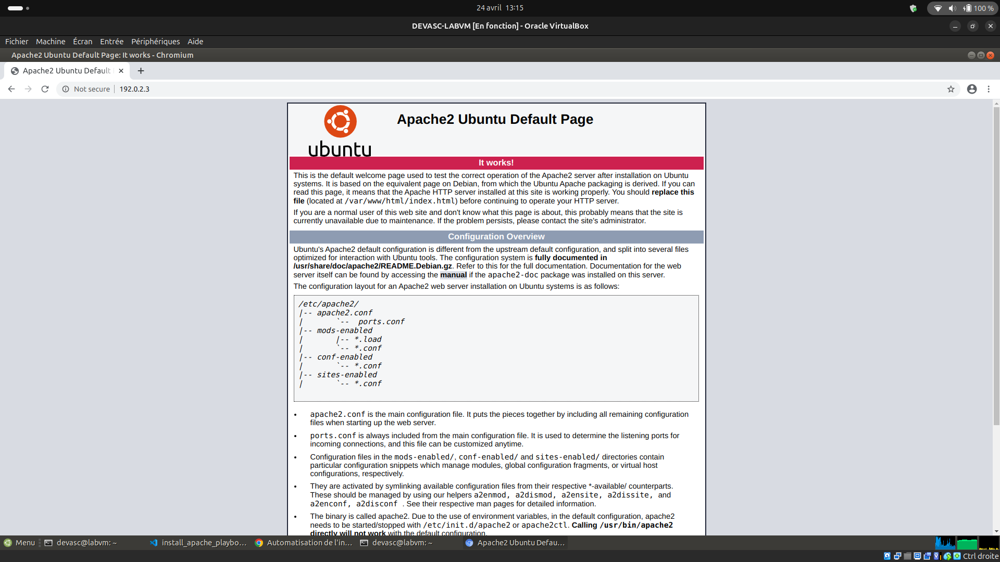 24 avril 13:15
100 %
DEVASC-LABVM [En fonction] - Oracle VirtualBox
Fichier Machine Écran Entrée Périphériques Aide
Apache2 Ubuntu Default Page: It works - Chromium
Apache2 Ubuntu Default
Not secure 192.0.2.3
ubuntu
Apache2 Ubuntu Default Page
It works!
This is the default welcome page used to test the correct operation of the Apache2 server after installation on Ubuntu
systems. It is based on the equivalent page on Debian, from which the Ubuntu Apache packaging is derived. If you can
read this page, it means that the Apache HTTP server installed at this site is working properly. You should replace this
file (located at /var/www/html/index.html) before continuing to operate your HTTP server.
If you are a normal user of this web site and don't know what this page is about, this probably means that the site is
currently unavailable due to maintenance. If the problem persists, please contact the site's administrator.
Configuration Overview
Ubuntu's Apache2 default configuration is different from the upstream default configuration, and split into several files
optimized for interaction with Ubuntu tools. The configuration system is fully documented in
/usr/share/doc/apache2/README.Debian.gz. Refer to this for the full documentation. Documentation for the web
server itself can be found by accessing the manual if the apache2-doc package was installed on this server.
The configuration layout for an Apache2 web server installation on Ubuntu systems is as follows:
/etc/apache2/
|-- apache2.conf
|       `--  ports.conf
|-- mods-enabled
|       |-- *.load
|       `-- *.conf
|-- conf-enabled
|       `-- *.conf
|-- sites-enabled
|       `-- *.conf
• apache2.conf is the main configuration file. It puts the pieces together by including all remaining configuration
files when starting up the web server.
• ports.conf is always included from the main configuration file. It is used to determine the listening ports for
incoming connections, and this file can be customized anytime.
• Configuration files in the mods-enabled/, conf-enabled/ and sites-enabled/ directories contain
particular configuration snippets which manage modules, global configuration fragments, or virtual host
configurations, respectively.
• They are activated by symlinking available configuration files from their respective *-available/ counterparts.
These should be managed by using our helpers a2enmod, a2dismod, a2ensite, a2dissite, and
a2enconf, a2disconf . See their respective man pages for detailed information.
• The binary is called apache2. Due to the use of environment variables, in the default configuration, apache2
needs to be started/stopped with /etc/init.d/apache2 or apache2ctl. Calling /usr/bin/apache2
directly will not work with the default configuration.
Menu devasc@labvm: ~ install_apache_playbo... Automatisation de l'in... devasc@labvm: ~ Apache2 Ubuntu Defau...
Ctrl droite